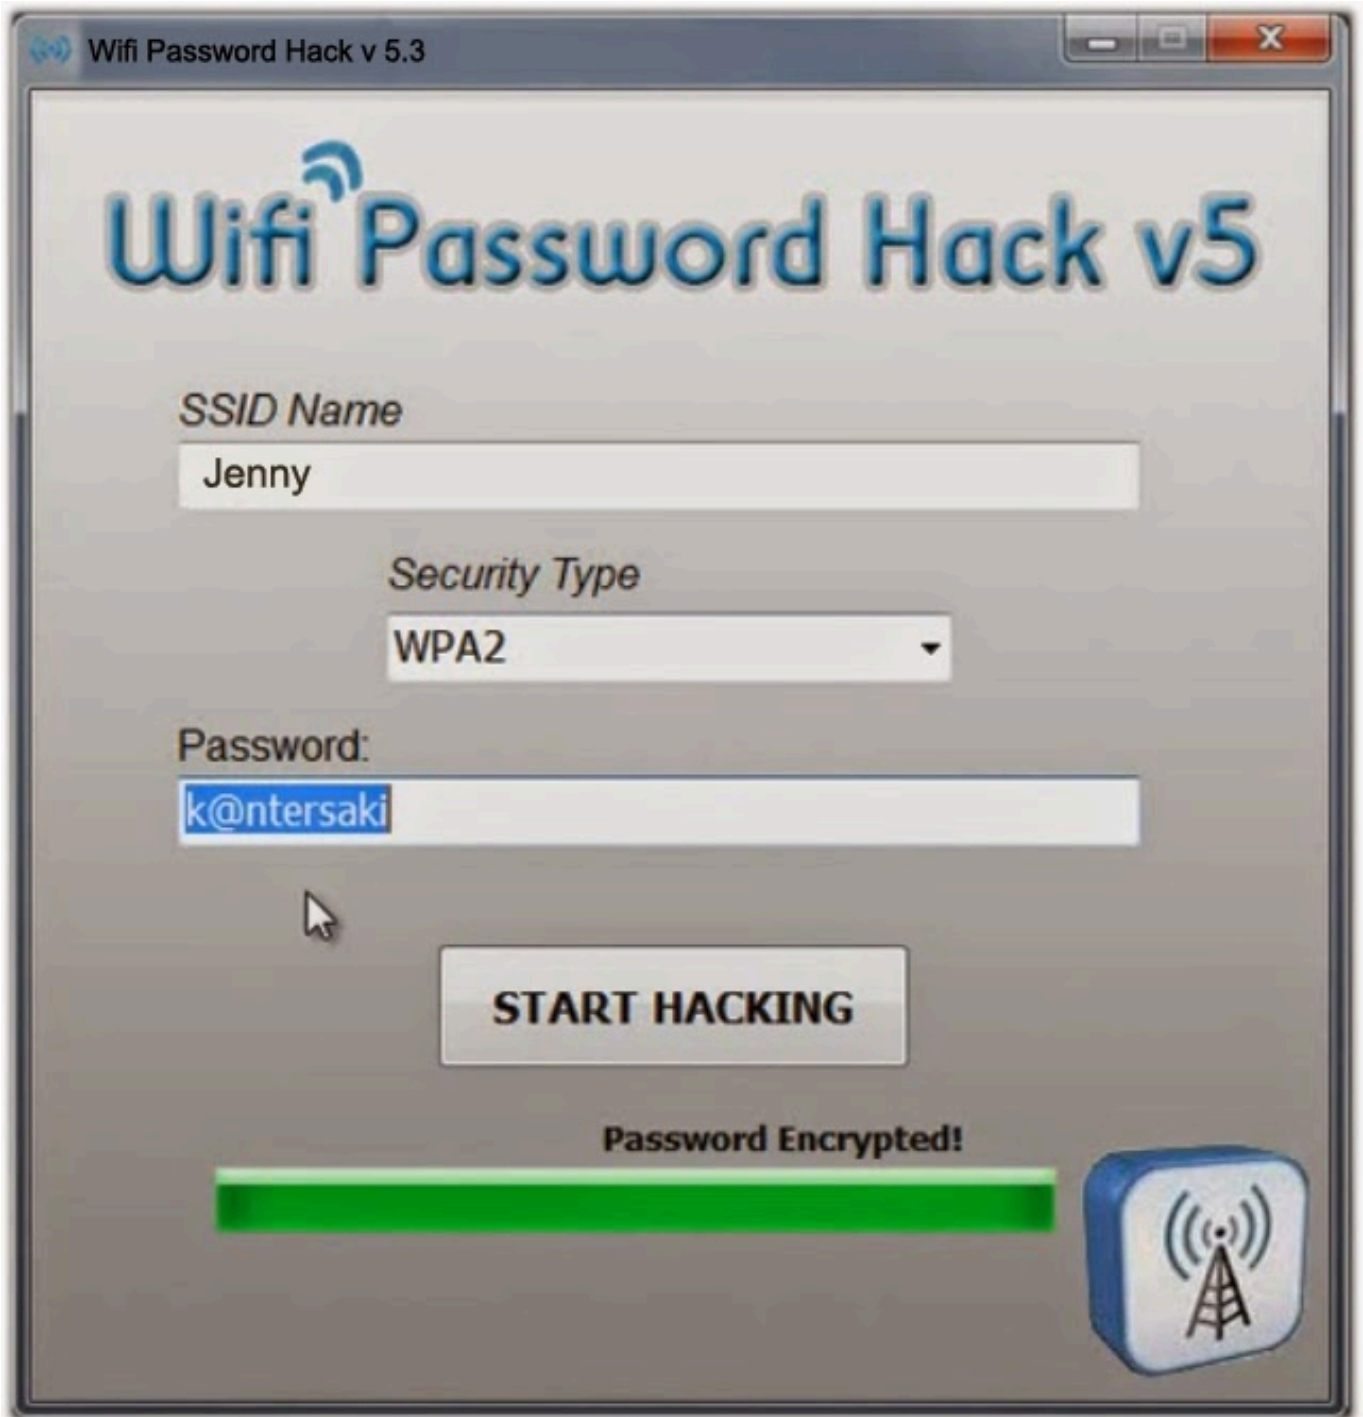 Wifi Password Hack v 5.3
Wifi Password Hack v5
SSID Name
Jenny
Security Type
WPA2
Password:
k@ntersaki
START HACKING
Password Encrypted!